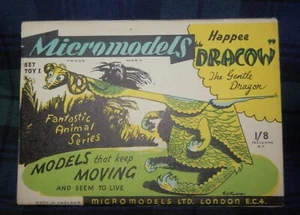 Micromodels
TRADE MARK
SET
TOY I
Happee
"DRACOW"
The Gentle
Dragon
Fantastic
Animal
Series
1/8
MODELS that keep
MOVING
AND SEEM TO LIVE
MADE IN ENGLAND
MICROMODELS LTD. LONDON E.C.4.